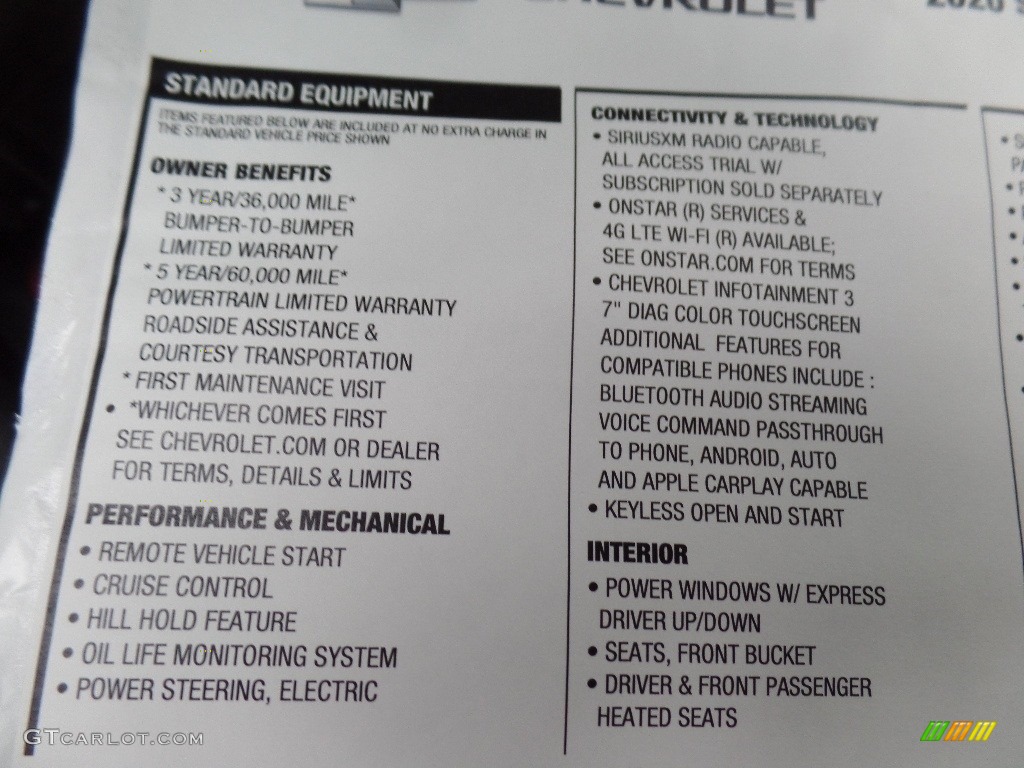 CHEVROLET
2020
STANDARD EQUIPMENT
ITEMS FEATURED BELOW ARE INCLUDED AT NO EXTRA CHARGE IN
THE STANDARD VEHICLE PRICE SHOWN
OWNER BENEFITS
* 3 YEAR/36,000 MILE*
BUMPER-TO-BUMPER
LIMITED WARRANTY
* 5 YEAR/60,000 MILE*
POWERTRAIN LIMITED WARRANTY
ROADSIDE ASSISTANCE &
COURTESY TRANSPORTATION
* FIRST MAINTENANCE VISIT
• *WHICHEVER COMES FIRST
SEE CHEVROLET.COM OR DEALER
FOR TERMS, DETAILS & LIMITS
PERFORMANCE & MECHANICAL
• REMOTE VEHICLE START
• CRUISE CONTROL
• HILL HOLD FEATURE
• OIL LIFE MONITORING SYSTEM
• POWER STEERING, ELECTRIC
CONNECTIVITY & TECHNOLOGY
• SIRIUSXM RADIO CAPABLE,
ALL ACCESS TRIAL W/
SUBSCRIPTION SOLD SEPARATELY
• ONSTAR (R) SERVICES &
4G LTE WI-FI (R) AVAILABLE;
SEE ONSTAR.COM FOR TERMS
• CHEVROLET INFOTAINMENT 3
7" DIAG COLOR TOUCHSCREEN
ADDITIONAL FEATURES FOR
COMPATIBLE PHONES INCLUDE :
BLUETOOTH AUDIO STREAMING
VOICE COMMAND PASSTHROUGH
TO PHONE, ANDROID, AUTO
AND APPLE CARPLAY CAPABLE
• KEYLESS OPEN AND START
INTERIOR
• POWER WINDOWS W/ EXPRESS
DRIVER UP/DOWN
• SEATS, FRONT BUCKET
• DRIVER & FRONT PASSENGER
HEATED SEATS
GTCARLOT.COM